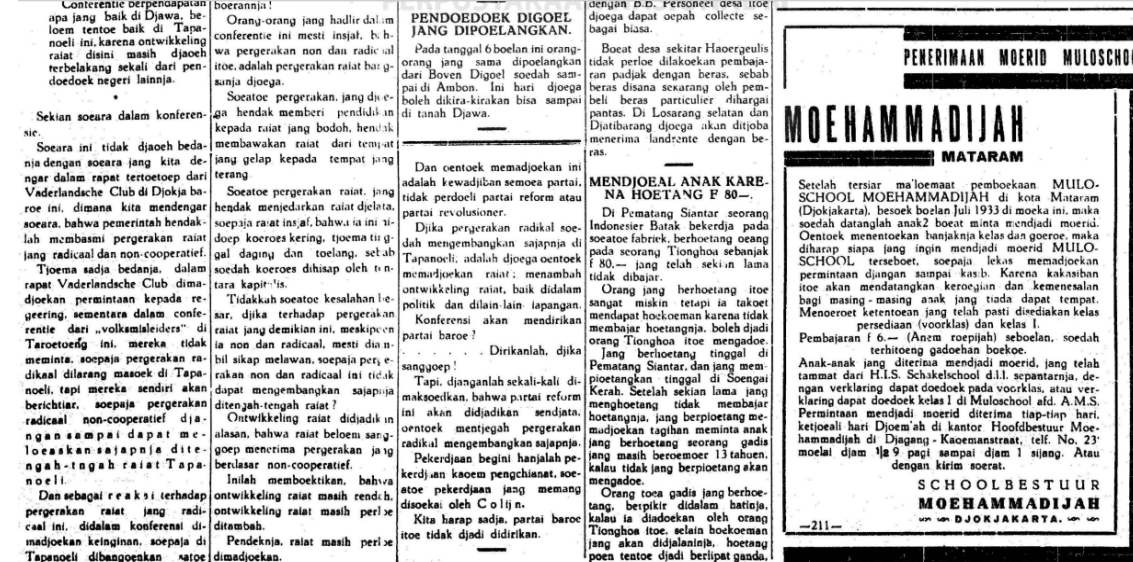 Conferentie berpendapatan
apa jang baik di Djawa, be-
loem tentoe baik di Tapa-
noeli ini, karena ontwikkeling
raiat disini masih djaoeh
terbelakang sekali dari pen-
doedoek negeri lainnja.
*
Sekian soeara dalam konferen-
sie.
Soeara ini tidak djaoeh beda-
nja dengan soeara jang kita de-
ngar dalam rapat tertoetoep dari
Vaderlandsche Club di Djokja ba-
roe ini, dimana kita mendengar
soeara, bahwa pemerintah hendak-
lah membasmi pergerakan raiat
jang radicaal dan non-cooperatief.
Tjoema sadja bedanja, dalam
rapat Vaderlandsche Club dima-
djoekan permintaan kepada re-
geering, sementara dalam confe-
rentie dari „volksmisleiders" di
Taroetoeng ini, mereka tidak
meminta, soepaja pergerakan ra-
dikaal dilarang masoek di Tapa-
noeli, tapi mereka sendiri akan
berichtiar, soepaja pergerakan
radicaal non-cooperatief dja-
ngan sampai dapat me-
loeaskan sajapnja dite-
ngah-tngah raiat Tapa-
noeli.
Dan sebagai reaksi terhadap
pergerakan raiat jang radi-
caal ini, didalam konferensi di-
madjoekan keinginan, soepaja di
Tapanoeli dibangoenkan satoe
boerannja!
Orang-orang jang hadlir dalam
conferentie ini mesti insjaf, bah-
wa pergerakan non dan radicaal
itoe, adalah pergerakan raiat bang-
sanja djoega.
Soeatoe pergerakan, jang djoe-
ga hendak memberi pendidikan
kepada raiat jang bodoh, hendak
membawakan raiat dari tempat
jang gelap kepada tempat jang
terang
Soeatoe pergerakan raiat, jang
hendak menjedarkan raiat djelata,
soepaja raiat insjaf, bahwa ia ini hi-
doep koeroes kering, tjoema ting-
gal daging dan toelang, sebab
soedah koeroes dihisap oleh ten-
tara kapitalis.
Tidakkah soeatoe kesalahan be-
sar, djika terhadap pergerakan
raiat jang demikian ini, meskipoen
ia non dan radicaal, mesti diam-
bil sikap melawan, soepaja perge-
rakan non dan radicaal ini tidak
dapat mengembangkan sajapnja
ditengah-tengah raiat?
Ontwikkeling raiat didjadikan
alasan, bahwa raiat beloem sang-
goep menerima pergerakan jang
berdasar non-cooperatief.
Inilah memboektikan, bahwa
ontwikkeling raiat masih rendah,
ontwikkeling raiat masih perloe
ditambah.
Pendeknja, raiat masih perloe
dimadjoekan.
PENDOEDOEK DIGOEL
JANG DIPOELANGKAN.
Pada tanggal 6 boelan ini orang-
orang jang sama dipoelangkan
dari Boven Digoel soedah sam-
pai di Ambon. Ini hari djoega
boleh dikira-kirakan bisa sampai
di tanah Djawa.
Dan oentoek memadjoekan ini
adalah kewadjiban semoea partai,
tidak perdoeli partai reform atau
partai revolusioner.
Djika pergerakan radikal soe-
dah mengembangkan sajapnja di
Tapanoeli, adalah djoega oentoek
memadjoekan raiat; menambah
ontwikkeling raiat, baik didalam
politik dan dilain-lain lapangan.
Konferensi akan mendirikan
partai baroe?
. . . . . . Dirikanlah, djika
sanggoep!
Tapi, djanganlah sekali-kali di-
maksoedkan, bahwa partai reform
ini akan didjadikan sendjata,
oentoek mentjegah pergerakan
radikal mengembangkan sajapnja.
Pekerdjaan begini hanjalah pe-
kerdjaan kaoem pengchianat, soe-
atoe pekerdjaan jang memang
disoekai oleh Colijn.
Kita harap sadja, partai baroe
itoe tidak djadi didirikan.
dengan B.B. Personeel desa itoe
djoega dapat oepah collecte se-
bagai biasa.
Boeat desa sekitar Haoergeulis
tidak perloe dilakoekan pembaja-
ran padjak dengan beras, sebab
beras disana sekarang oleh pem-
beli beras particulier dihargai
pantas. Di Losarang selatan dan
Djatibarang djoega akan ditjoba
menerima landrente dengan be-
ras.
MENDJOEAL ANAK KARE-
NA HOETANG F 80—.
Di Pematang Siantar seorang
Indonesier Batak bekerdja pada
soeatoe fabriek, berhoetang oeang
pada seorang Tionghoa sebanjak
f 80,— jang telah sekian lama
tidak dibajar.
Orang jang berhoetang itoe
sangat miskin tetapi ia takoet
mendapat hoekoeman karena tidak
membajar hoetangnja, boleh djadi
orang Tionghoa itoe mengadoe.
Jang berhoetang tinggal di
Pematang Siantar, dan jang mem-
pioetangkan tinggal di Soengai
Kerah. Setelah sekian lama jang
menghoetang tidak membajar
hoetangnja, jang berpioetang me-
madjoekan tagihan meminta anak
jang berhoetang seorang gadis
jang masih beroemoer 13 tahoen,
kalau tidak jang berpioetang akan
mengadoe.
Orang toea gadis jang berhoe-
tang, berpikir didalam hatinja,
kalau ia diadoekan oleh orang
Tionghoa itoe, selain hoekoeman
jang akan didjalaninja, hoetang
poen tentoe djadi berlipat ganda,
PENERIMAAN MOERID MULOSCHO
MOEHAMMADIJAH
MATARAM
Setelah tersiar ma'loemaat pemboekaan MULO-
SCHOOL MOEHAMMADIJAH di kota Mataram
(Djokjakarta), besoek boelan Juli 1933 di moeka ini, maka
soedah datanglah anak2 boeat minta mendjadi moerid.
Oentoek menentoekan banjaknja kelas dan goeroe, maka
diharap siapa jang ingin mendjadi moerid MULO-
SCHOOL terseboet, soepaja lekas memadjoekan
permintaan djangan sampai kasib. Karena kakasiban
itoe akan mendatangkan keroegian dan kemenesalan
bagi masing-masing anak jang tiada dapat tempat.
Menoeroet ketentoean jang telah pasti disediakan kelas
persediaan (voorklas) dan kelas I.
Pembajaran f 6.— (Anem roepijah) seboelan, soedah
terhitoeng gadoehan boekoe.
Anak-anak jang diterima mendjadi moerid, jang telah
tammat dari H.I.S. Schakelschool d.l.l. sepantarnja, de-
ngan verklaring dapat doedoek pada voorklas, atau ver-
klaring dapat doedoek kelas I di Muloschool afd. A.M.S.
Permintaan mendjadi moerid diterima tiap-tiap hari,
ketjoeali hari Djoem'ah di kantor Hoofdbestuur Moe-
hammadijah di Djagang-Kaoemanstraat, telf. No. 23
moelai djam 1|2 9 pagi sampai djam 1 sijang. Atau
dengan kirim soerat.
SCHOOLBESTUUR
MOEHAMMADIJAH
DJOKJAKARTA.
—211—